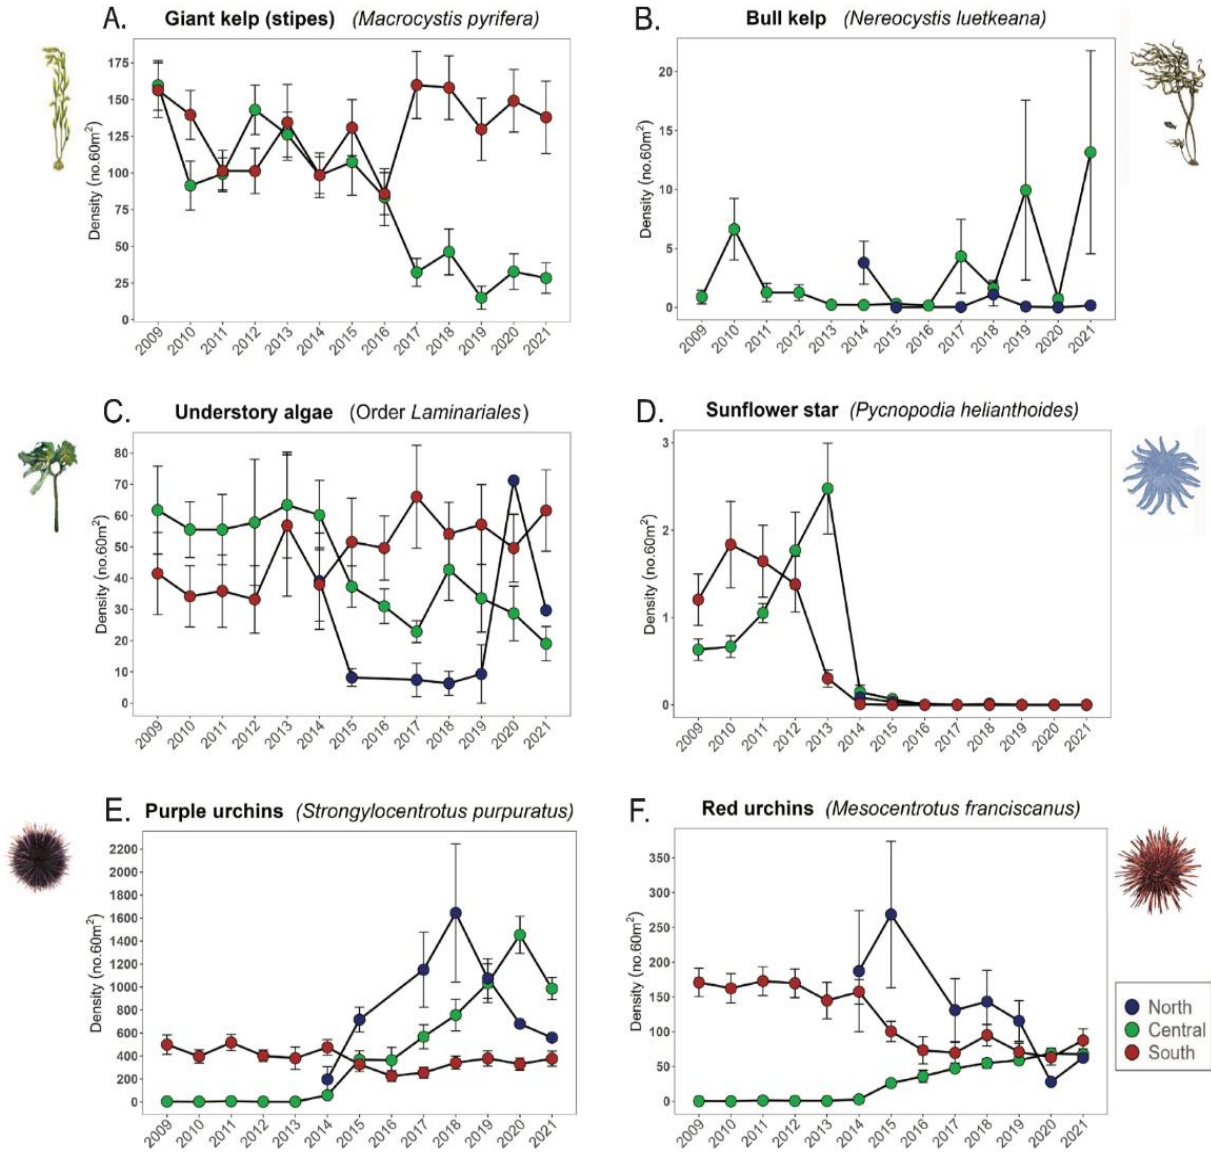 A. Giant kelp (stipes) (Macrocystis pyrifera)
Density (no.60m²)
175
150
125
100
75
50
25
0
2009 2010 2011 2012 2013 2014 2015 2016 2017 2018 2019 2020 2021
B. Bull kelp (Nereocystis luetkeana)
Density (no.60m²)
20
15
10
5
0
2009 2010 2011 2012 2013 2014 2015 2016 2017 2018 2019 2020 2021
C. Understory algae (Order Laminariales)
Density (no.60m²)
80
70
60
50
40
30
20
10
0
2009 2010 2011 2012 2013 2014 2015 2016 2017 2018 2019 2020 2021
D. Sunflower star (Pycnopodia helianthoides)
Density (no.60m²)
3
2
1
0
2009 2010 2011 2012 2013 2014 2015 2016 2017 2018 2019 2020 2021
E. Purple urchins (Strongylocentrotus purpuratus)
Density (no.60m²)
2200
2000
1800
1600
1400
1200
1000
800
600
400
200
0
2009 2010 2011 2012 2013 2014 2015 2016 2017 2018 2019 2020 2021
F. Red urchins (Mesocentrotus franciscanus)
Density (no.60m²)
350
300
250
200
150
100
50
0
2009 2010 2011 2012 2013 2014 2015 2016 2017 2018 2019 2020 2021
North
Central
South